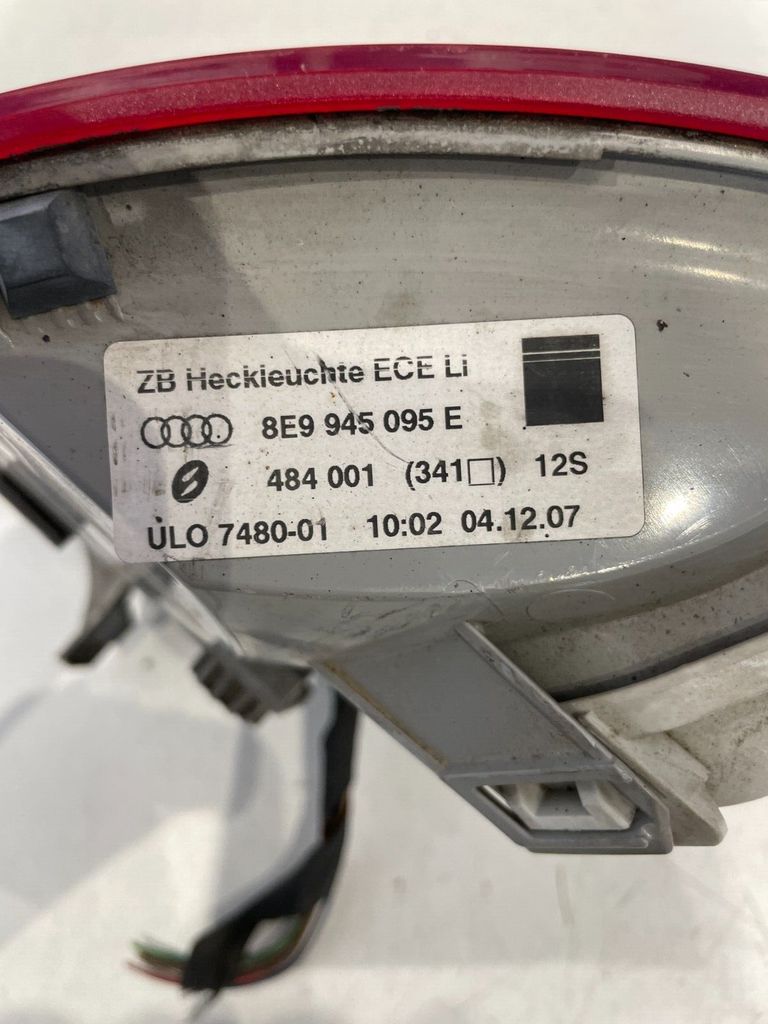 ZB Heckleuchte ECE Li
8E9 945 095 E
484 001 (341□) 12S
ULO 7480-01 10:02 04.12.07